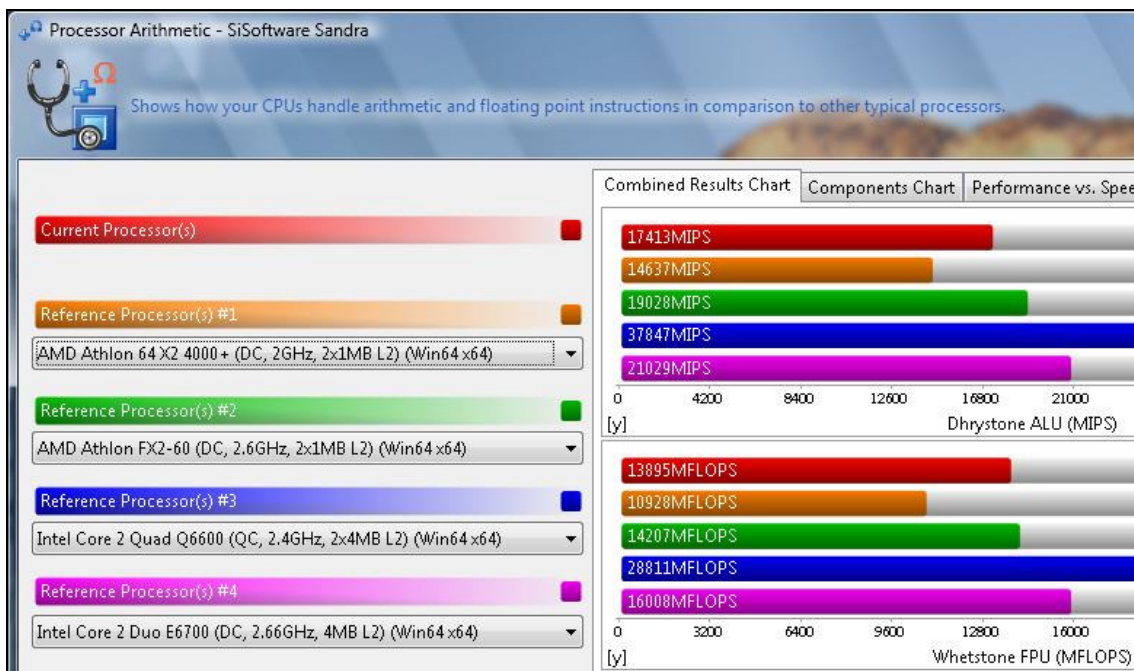 Processor Arithmetic - SiSoftware Sandra
Ω
Shows how your CPUs handle arithmetic and floating point instructions in comparison to other typical processors.
Current Processor(s)
Reference Processor(s) #1
AMD Athlon 64 X2 4000+ (DC, 2GHz, 2x1MB L2) (Win64 x64)
Reference Processor(s) #2
AMD Athlon FX2-60 (DC, 2.6GHz, 2x1MB L2) (Win64 x64)
Reference Processor(s) #3
Intel Core 2 Quad Q6600 (QC, 2.4GHz, 2x4MB L2) (Win64 x64)
Reference Processor(s) #4
Intel Core 2 Duo E6700 (DC, 2.66GHz, 4MB L2) (Win64 x64)
Combined Results Chart Components Chart Performance vs. Spee
17413MIPS
14637MIPS
19028MIPS
37847MIPS
21029MIPS
0 4200 8400 12600 16800 21000
[y] Dhrystone ALU (MIPS)
13895MFLOPS
10928MFLOPS
14207MFLOPS
28811MFLOPS
16008MFLOPS
0 3200 6400 9600 12800 16000
[y] Whetstone FPU (MFLOPS)